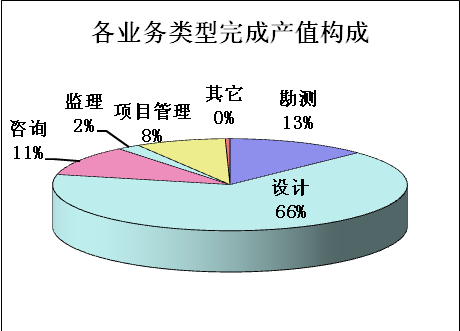 各业务类型完成产值构成
勘测
13%
设计
66%
咨询
11%
监理
2%
项目管理
8%
其它
0%